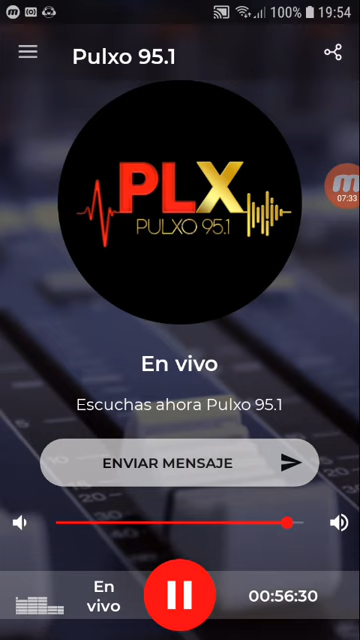 100% 19:54
Pulxo 95.1
PLX
PULXO 95.1
07:33
En vivo
Escuchas ahora Pulxo 95.1
ENVIAR MENSAJE
En
vivo
00:56:30